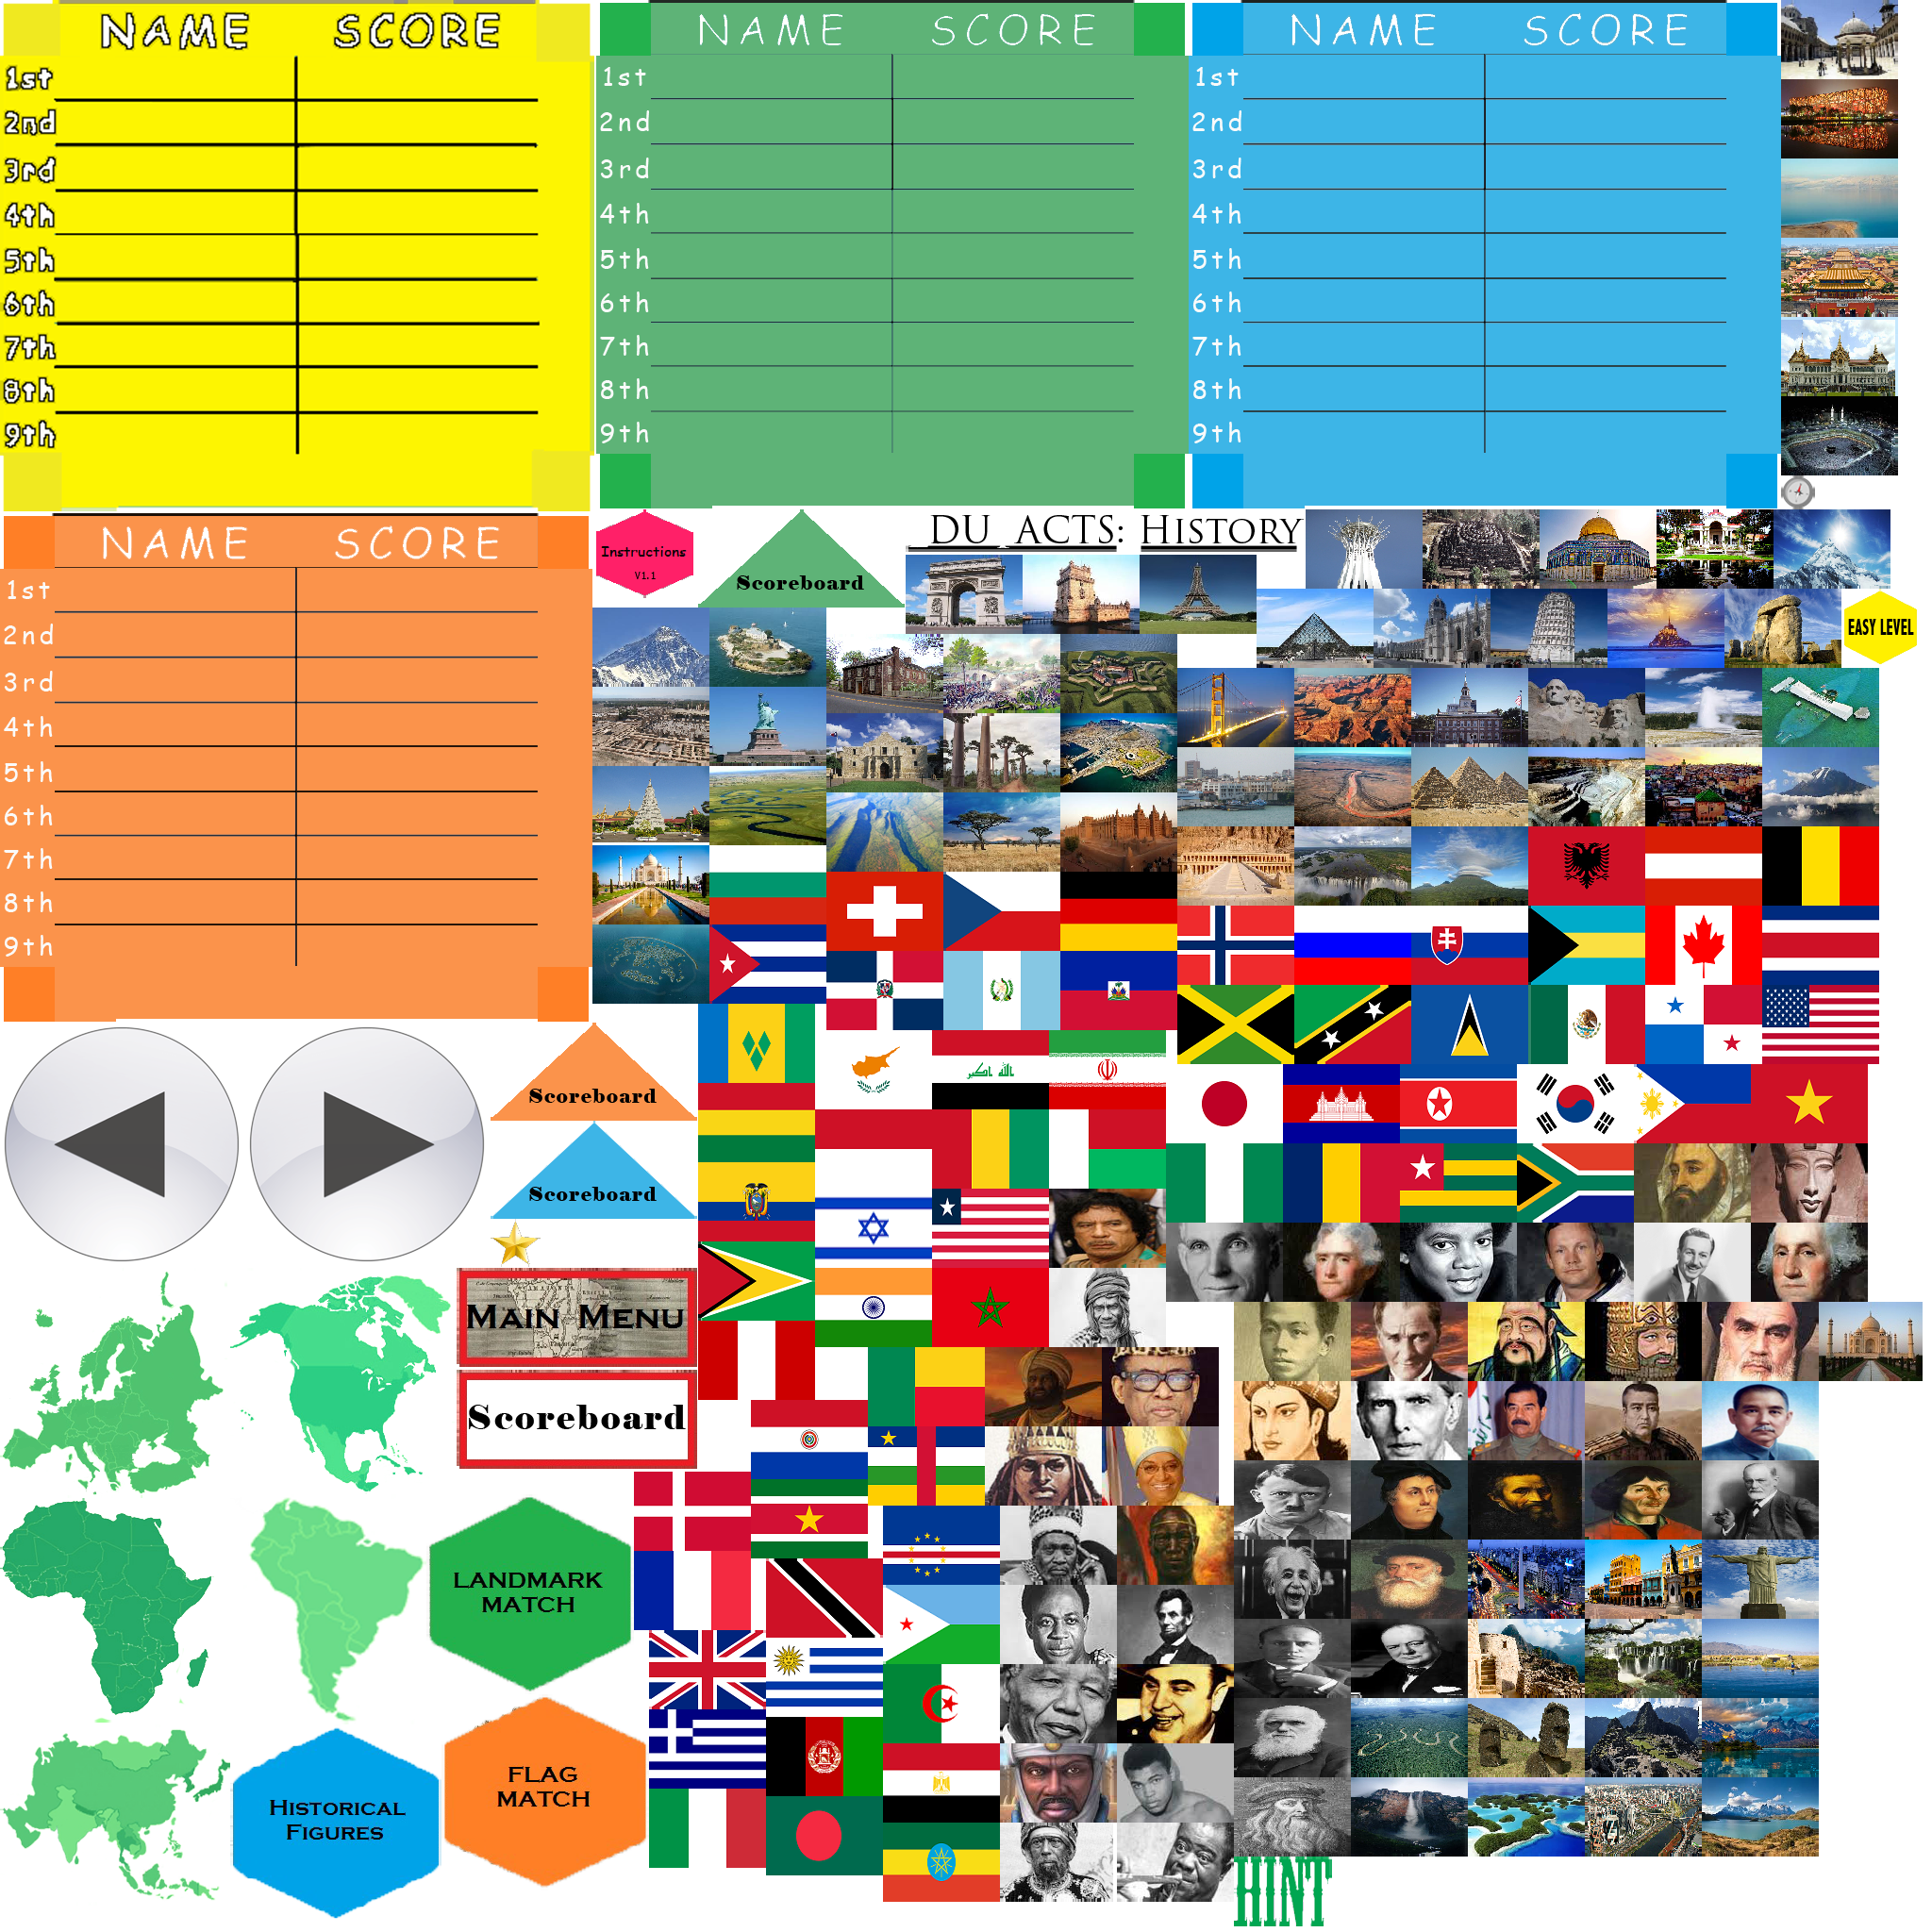 NAME SCORE
1st
2nd
3rd
4th
5th
6th
7th
8th
9th
NAME SCORE
1st
2nd
3rd
4th
5th
6th
7th
8th
9th
NAME SCORE
1st
2nd
3rd
4th
5th
6th
7th
8th
9th
NAME SCORE
1st
2nd
3rd
4th
5th
6th
7th
8th
9th
Instructions
V1.1
Scoreboard
DU ACTS: HISTORY
EASY LEVEL
Scoreboard
Scoreboard
MAIN MENU
Scoreboard
LANDMARK
MATCH
HISTORICAL
FIGURES
FLAG
MATCH
الله اكبر
HINT